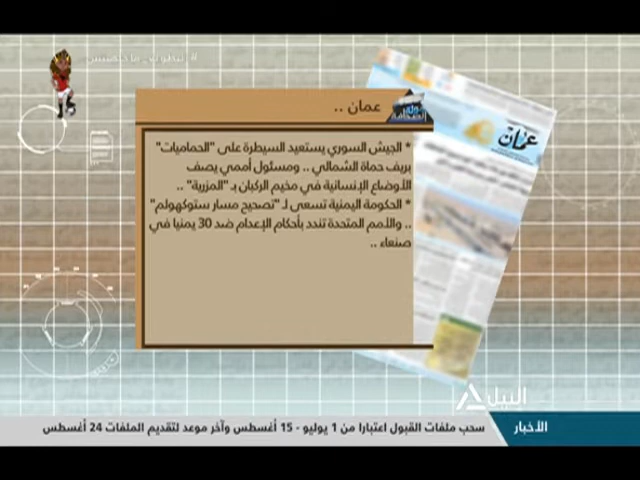 عمان ..
* الجيش السوري يستعيد السيطرة على "الحماميات"
بريف حماة الشمالي .. ومسئول أممي يصف
الأوضاع الإنسانية في مخيم الركبان بـ "المزرية" ..
* الحكومة اليمنية تسعى لـ "تصحيح مسار ستوكهولم"
.. والأمم المتحدة تندد بأحكام الإعدام ضد 30 يمنيا في
صنعاء ..
عمان
النيل
الأخبار
سحب ملفات القبول اعتبارا من 1 يوليو - 15 أغسطس وآخر موعد لتقديم الملفات 24 أغسطس